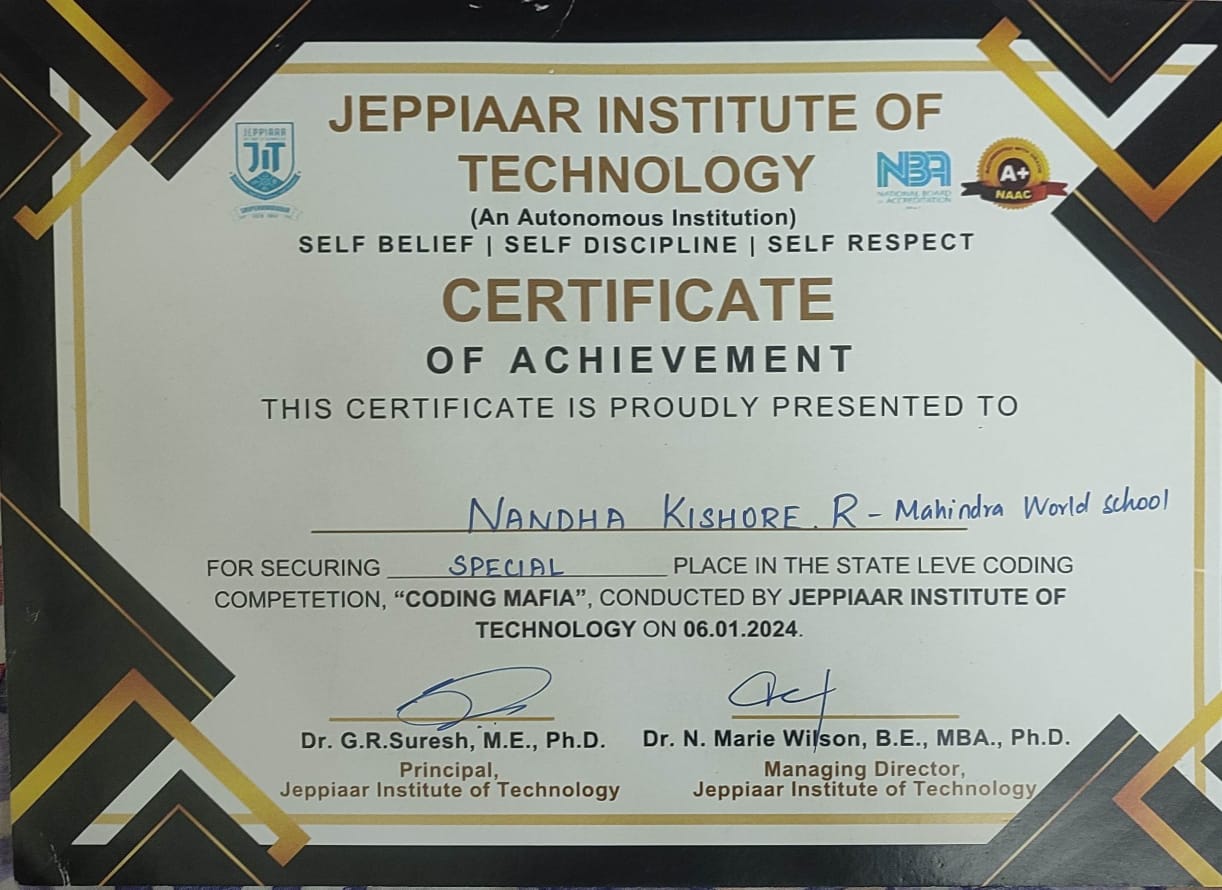 JEPPIAAR INSTITUTE OF
TECHNOLOGY
(An Autonomous Institution)
SELF BELIEF | SELF DISCIPLINE | SELF RESPECT
JEPPIAAR
JIT
NBA
NATIONAL BOARD
of ACCREDITATION
A+
NAAC
CERTIFICATE
OF ACHIEVEMENT
THIS CERTIFICATE IS PROUDLY PRESENTED TO
NANDHA KISHORE. R - Mahindra World school
FOR SECURING SPECIAL PLACE IN THE STATE LEVE CODING
COMPETETION, “CODING MAFIA”, CONDUCTED BY JEPPIAAR INSTITUTE OF
TECHNOLOGY ON 06.01.2024.
Dr. G.R.Suresh, M.E., Ph.D.
Principal,
Jeppiaar Institute of Technology
Dr. N. Marie Wilson, B.E., MBA., Ph.D.
Managing Director,
Jeppiaar Institute of Technology